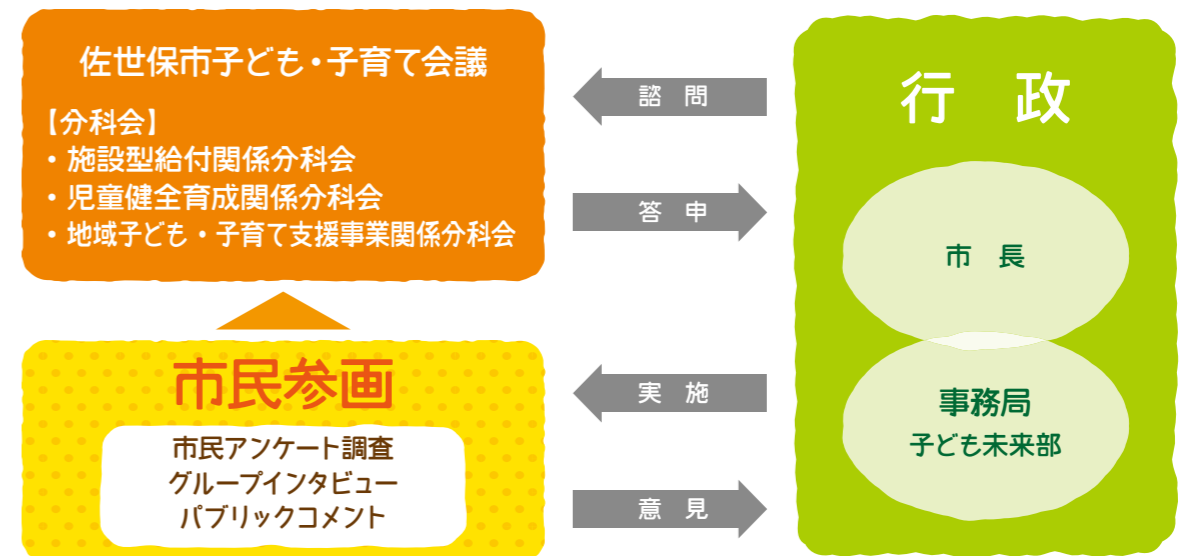 佐世保市子ども・子育て会議
【分科会】
・施設型給付関係分科会
・児童健全育成関係分科会
・地域子ども・子育て支援事業関係分科会
市民参画
市民アンケート調査
グループインタビュー
パブリックコメント
諮 問
答 申
実 施
意 見
行 政
市 長
事務局
子ども未来部